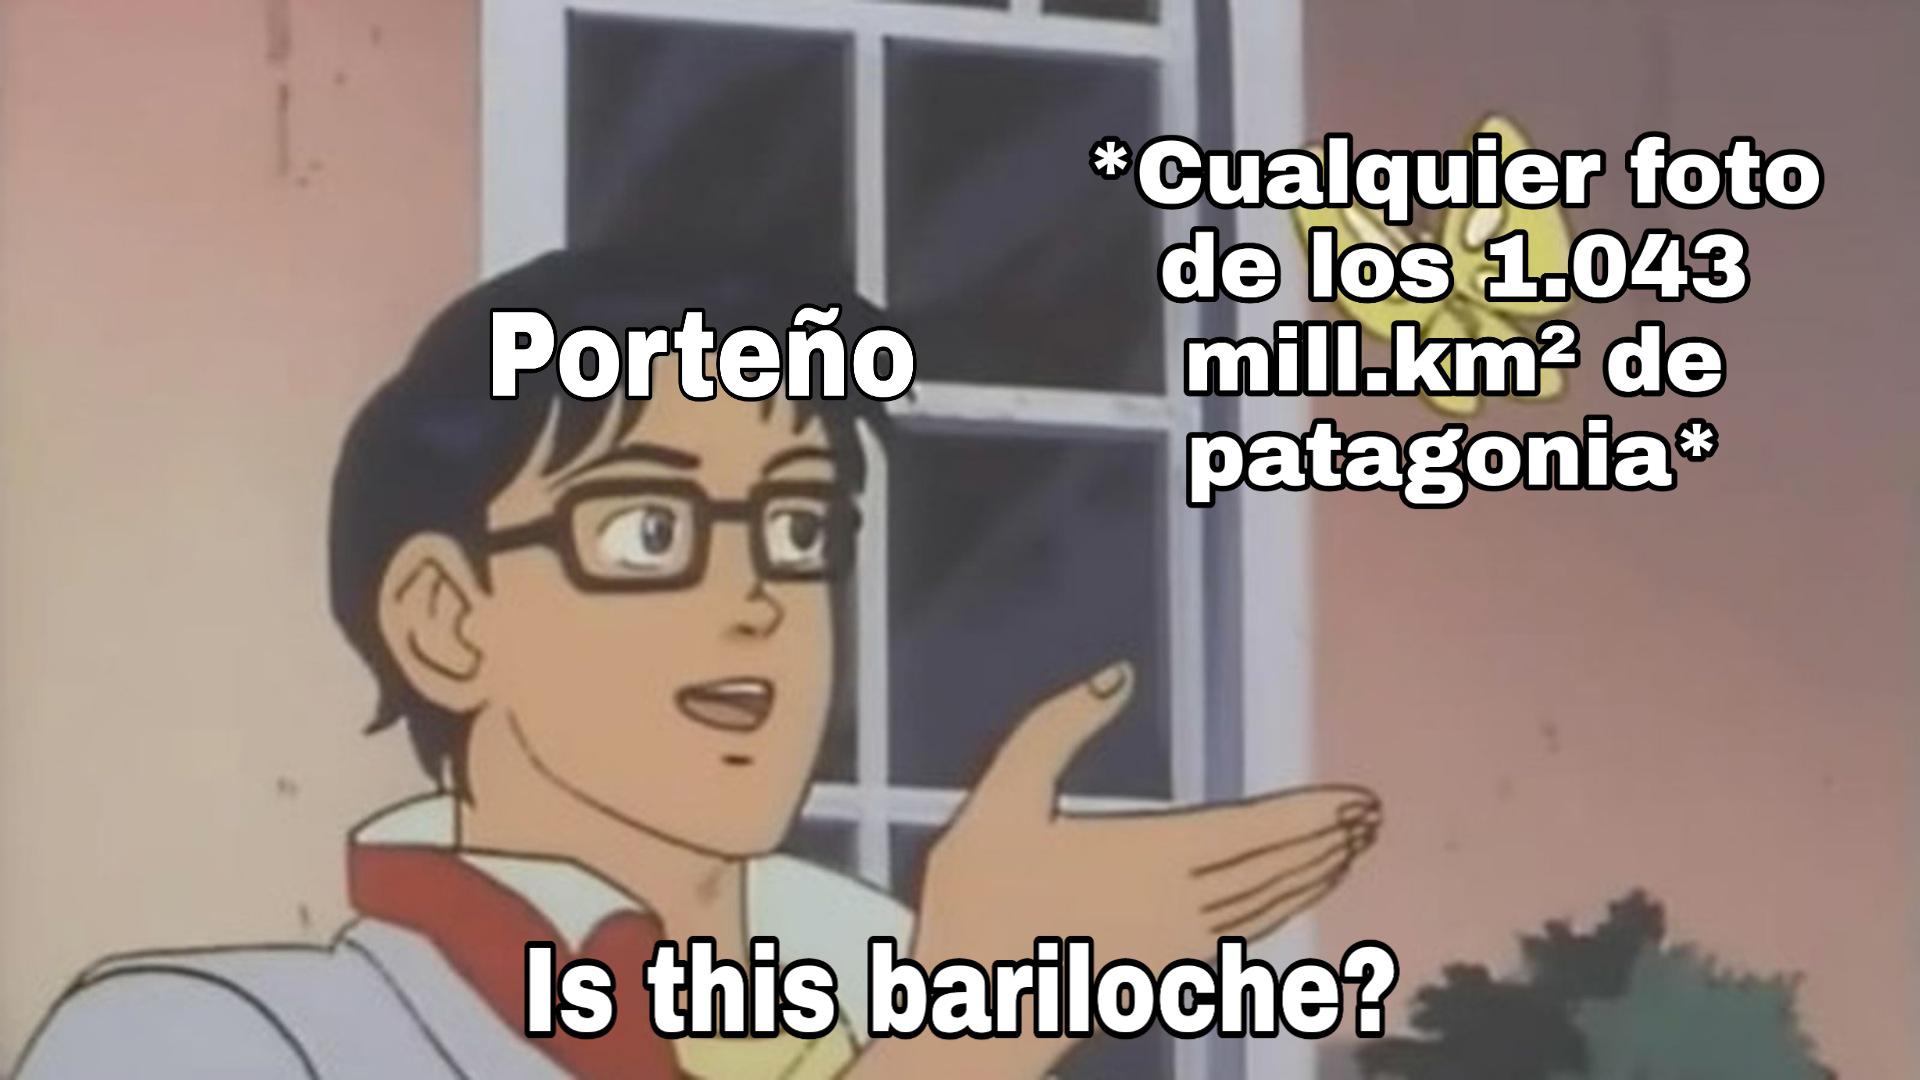 *Cualquier foto
de los 1.043
mill.km² de
patagonia*
Porteño
Is this bariloche?